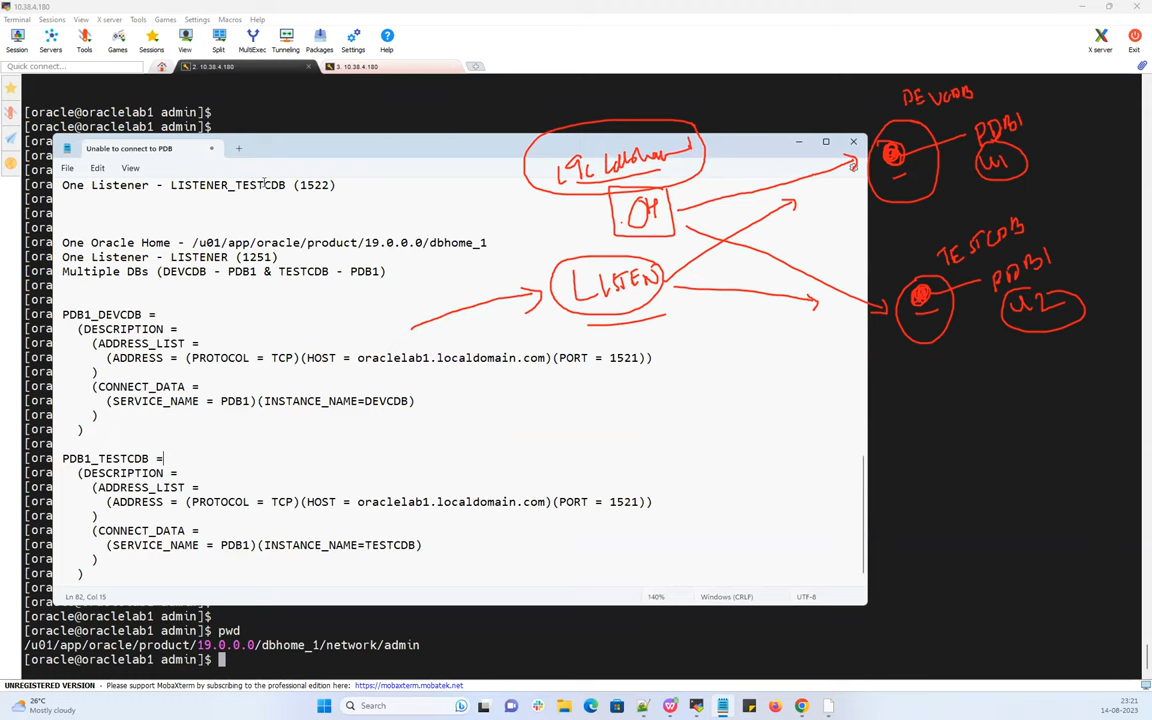 10.38.4.180
Terminal Sessions View X server Tools Games Settings Macros Help
Session Servers Tools Games Sessions View Split MultiExec Tunneling Packages Settings Help X server Exit
Quick connect... 2. 10.38.4.180 3. 10.38.4.180
[oracle@oraclelab1 admin]$
[oracle@oraclelab1 admin]$
Unable to connect to PDB
File Edit View
One Listener - LISTENER_TESTCDB (1522)
One Oracle Home - /u01/app/oracle/product/19.0.0.0/dbhome_1
One Listener - LISTENER (1251)
Multiple DBs (DEVCDB - PDB1 & TESTCDB - PDB1)
PDB1_DEVCDB =
(DESCRIPTION =
(ADDRESS_LIST =
(ADDRESS = (PROTOCOL = TCP)(HOST = oraclelab1.localdomain.com)(PORT = 1521))
)
(CONNECT_DATA =
(SERVICE_NAME = PDB1)(INSTANCE_NAME=DEVCDB)
)
)
PDB1_TESTCDB =
(DESCRIPTION =
(ADDRESS_LIST =
(ADDRESS = (PROTOCOL = TCP)(HOST = oraclelab1.localdomain.com)(PORT = 1521))
)
(CONNECT_DATA =
(SERVICE_NAME = PDB1)(INSTANCE_NAME=TESTCDB)
)
)
Ln 82, Col 15 140% Windows (CRLF) UTF-8
DEVCDB
PDB1
u1
19c
OH
LISTEN
TESTCDB
PDB1
u2
[oracle@oraclelab1 admin]$
[oracle@oraclelab1 admin]$ pwd
/u01/app/oracle/product/19.0.0.0/dbhome_1/network/admin
[oracle@oraclelab1 admin]$
UNREGISTERED VERSION - Please support MobaXterm by subscribing to the professional edition here: https://mobaxterm.mobatek.net
26°C
Mostly cloudy
Search
23:21
14-08-2023